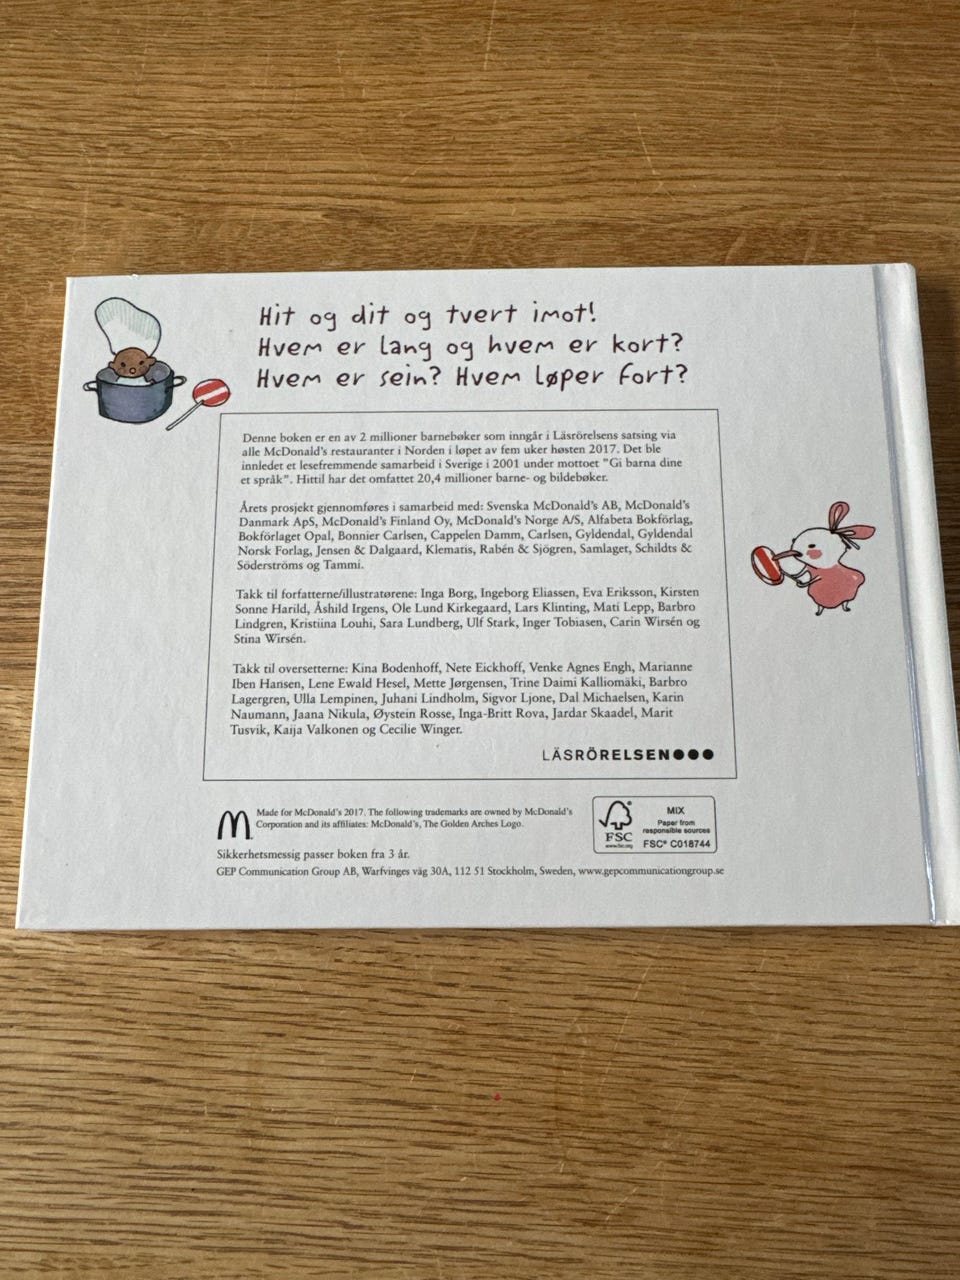 Hit og dit og tvert imot!
Hvem er lang og hvem er kort?
Hvem er sein? Hvem løper fort?
Denne boken er en av 2 millioner barnebøker som inngår i Läsrörelsens satsing via
alle McDonald's restauranter i Norden i løpet av fem uker høsten 2017. Det ble
innledet et lesefremmende samarbeid i Sverige i 2001 under mottoet "Gi barna dine
et språk". Hittil har det omfattet 20,4 millioner barne- og bildebøker.
Årets prosjekt gjennomføres i samarbeid med: Svenska McDonald's AB, McDonald's
Danmark ApS, McDonald's Finland Oy, McDonald's Norge A/S, Alfabeta Bokförlag,
Bokförlaget Opal, Bonnier Carlsen, Cappelen Damm, Carlsen, Gyldendal, Gyldendal
Norsk Forlag, Jensen & Dalgaard, Klematis, Rabén & Sjögren, Samlaget, Schildts &
Söderströms og Tammi.
Takk til forfatterne/illustratørene: Inga Borg, Ingeborg Eliassen, Eva Eriksson, Kirsten
Sonne Harild, Åshild Irgens, Ole Lund Kirkegaard, Lars Klinting, Mati Lepp, Barbro
Lindgren, Kristiina Louhi, Sara Lundberg, Ulf Stark, Inger Tobiasen, Carin Wirsén og
Stina Wirsén.
Takk til oversetterne: Kina Bodenhoff, Nete Eickhoff, Venke Agnes Engh, Marianne
Iben Hansen, Lene Ewald Hesel, Mette Jørgensen, Trine Daimi Kalliomäki, Barbro
Lagergren, Ulla Lempinen, Juhani Lindholm, Sigvor Ljone, Dal Michaelsen, Karin
Naumann, Jaana Nikula, Øystein Rosse, Inga-Britt Rova, Jardar Skaadel, Marit
Tusvik, Kaija Valkonen og Cecilie Winger.
LÄSRÖRELSEN●●●
Made for McDonald's 2017. The following trademarks are owned by McDonald's
Corporation and its affiliates: McDonald's, The Golden Arches Logo.
FSC
www.fsc.org
MIX
Paper from
responsible sources
FSC® C018744
Sikkerhetsmessig passer boken fra 3 år.
GEP Communication Group AB, Warfvinges väg 30A, 112 51 Stockholm, Sweden, www.gepcommunicationgroup.se